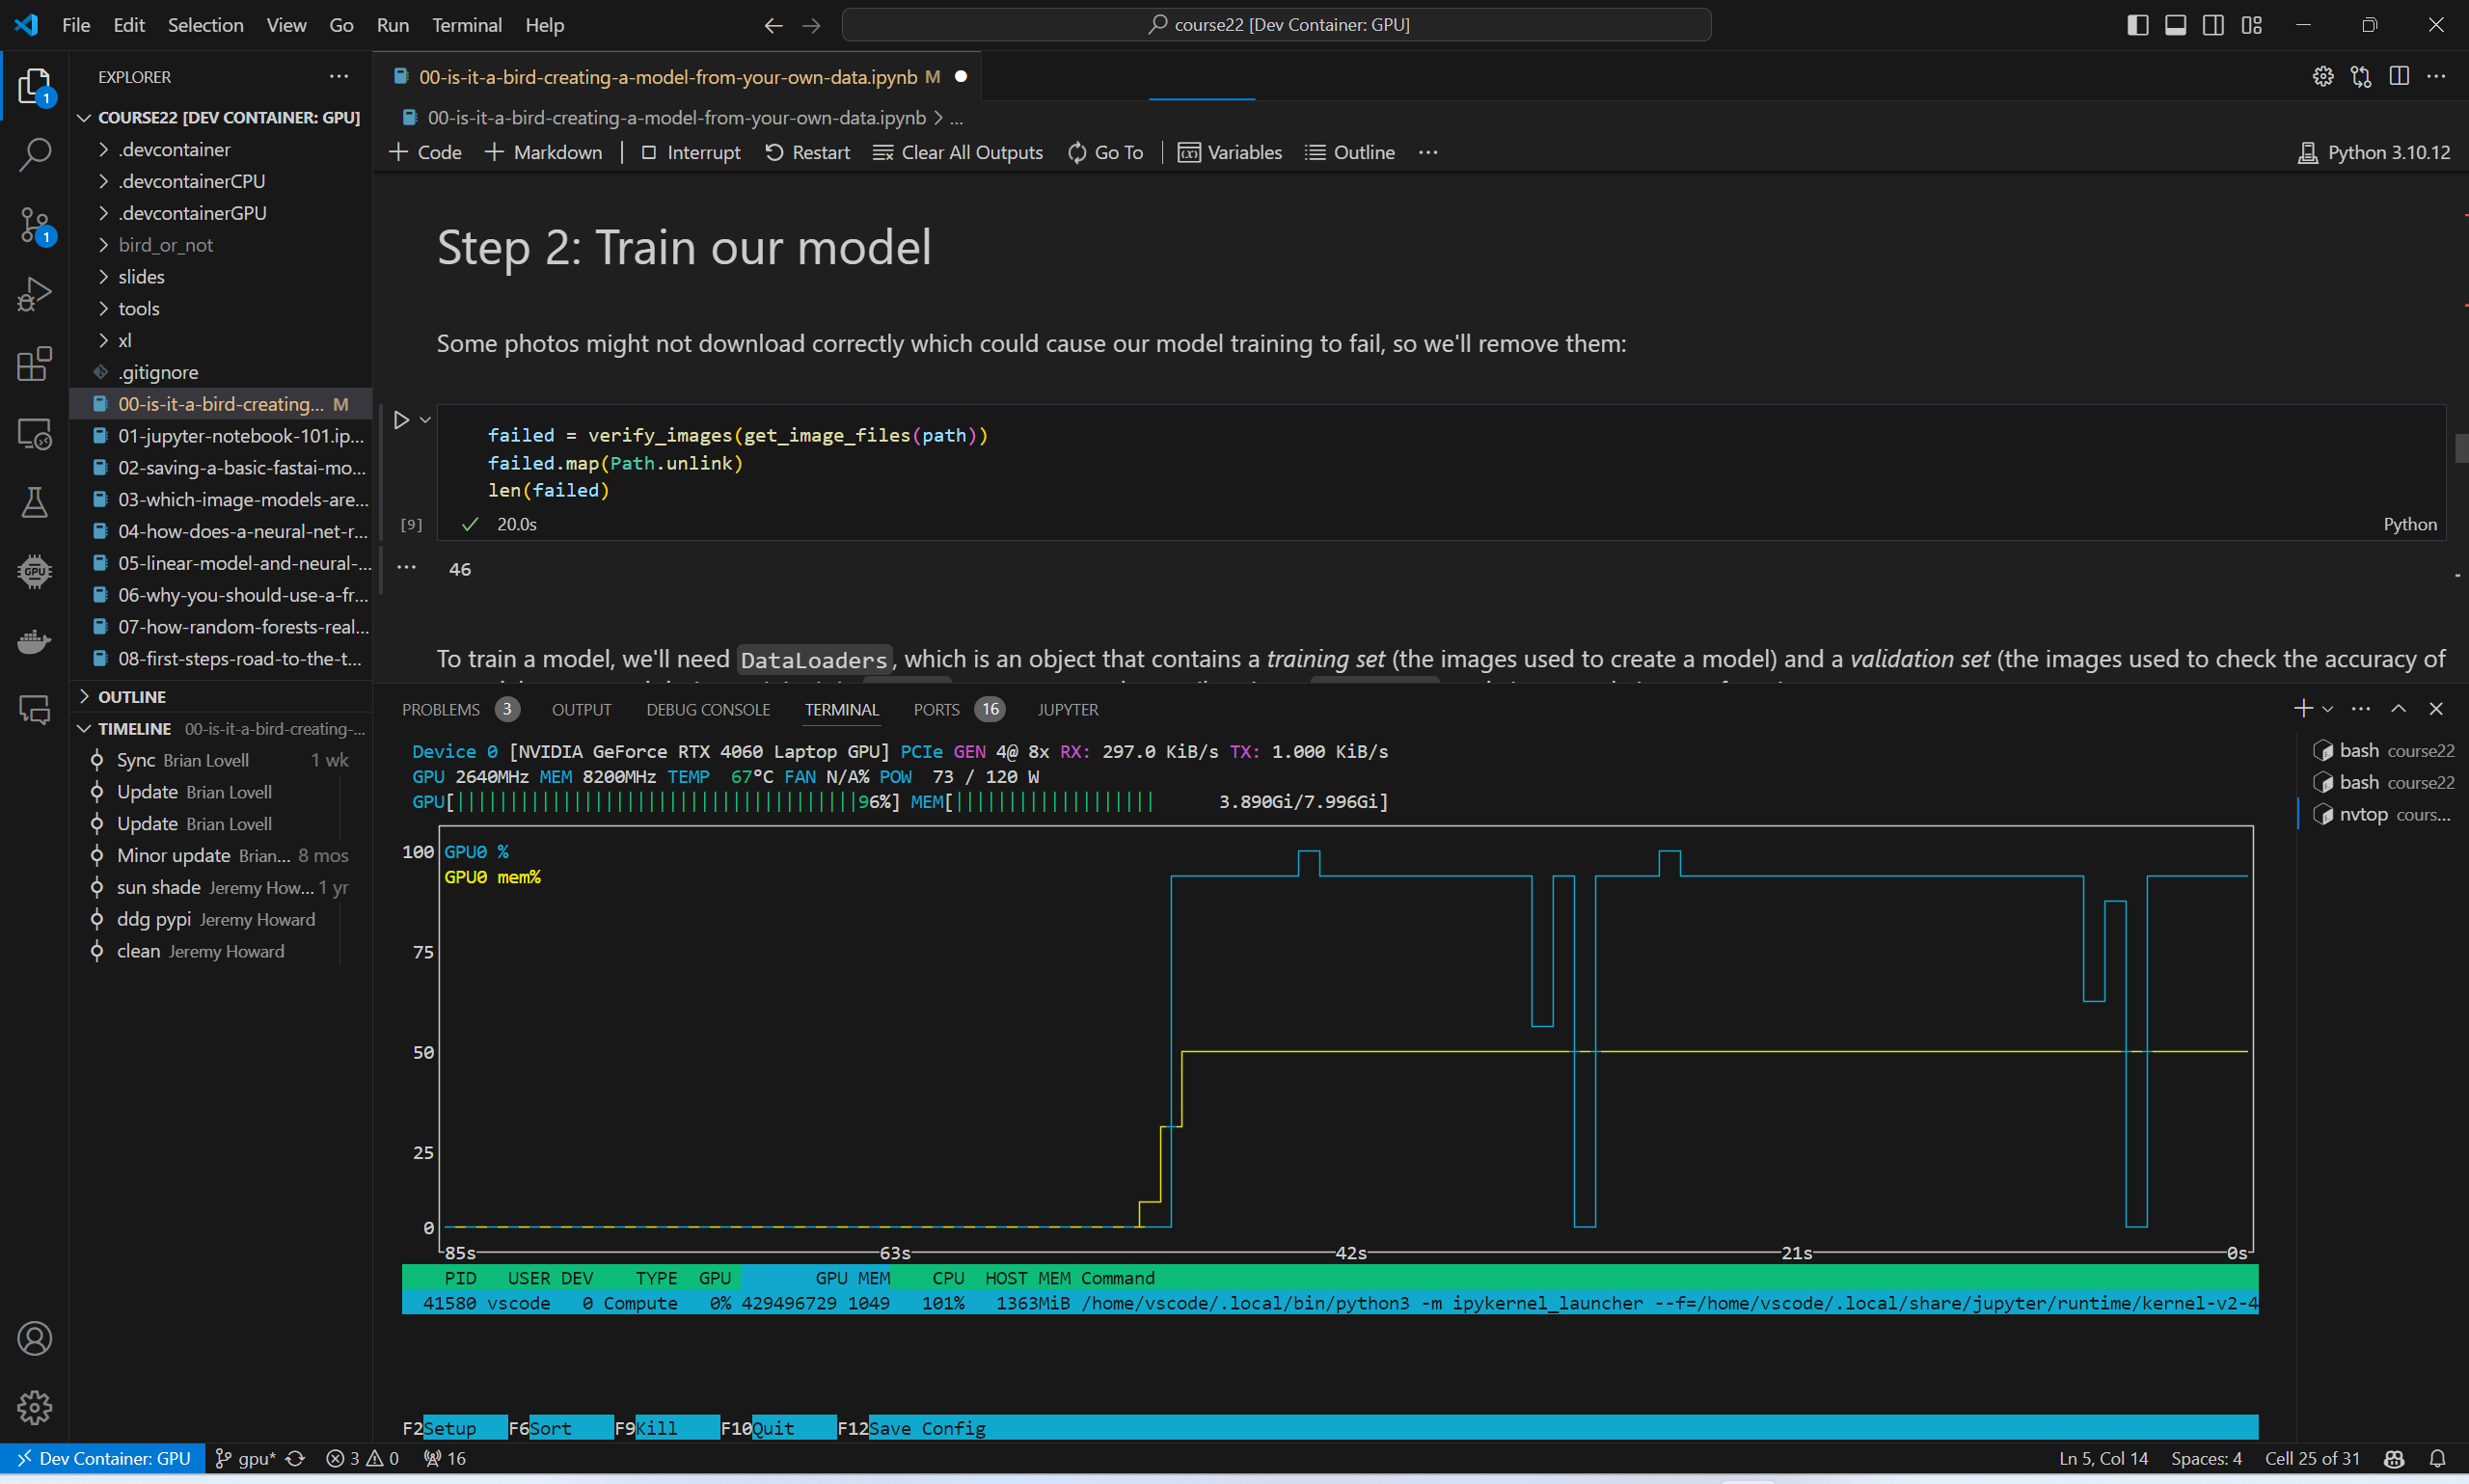 File Edit Selection View Go Run Terminal Help
course22 [Dev Container: GPU]
EXPLORER
COURSE22 [DEV CONTAINER: GPU]
.devcontainer
.devcontainerCPU
.devcontainerGPU
bird_or_not
slides
tools
xl
.gitignore
00-is-it-a-bird-creating... M
01-jupyter-notebook-101.ip...
02-saving-a-basic-fastai-mo...
03-which-image-models-are...
04-how-does-a-neural-net-r...
05-linear-model-and-neural-...
06-why-you-should-use-a-fr...
07-how-random-forests-real...
08-first-steps-road-to-the-t...
OUTLINE
TIMELINE 00-is-it-a-bird-creating-...
Sync Brian Lovell 1 wk
Update Brian Lovell
Update Brian Lovell
Minor update Brian... 8 mos
sun shade Jeremy How... 1 yr
ddg pypi Jeremy Howard
clean Jeremy Howard
1
1
GPU
00-is-it-a-bird-creating-a-model-from-your-own-data.ipynb M
00-is-it-a-bird-creating-a-model-from-your-own-data.ipynb > ...
Code Markdown | Interrupt Restart Clear All Outputs Go To | Variables Outline ... Python 3.10.12
Step 2: Train our model
Some photos might not download correctly which could cause our model training to fail, so we'll remove them:
failed = verify_images(get_image_files(path))
failed.map(Path.unlink)
len(failed)
[9] 20.0s Python
46
To train a model, we'll need DataLoaders, which is an object that contains a training set (the images used to create a model) and a validation set (the images used to check the accuracy of
PROBLEMS 3 OUTPUT DEBUG CONSOLE TERMINAL PORTS 16 JUPYTER
Device 0 [NVIDIA GeForce RTX 4060 Laptop GPU] PCIe GEN 4@ 8x RX: 297.0 KiB/s TX: 1.000 KiB/s
GPU 2640MHz MEM 8200MHz TEMP 67°C FAN N/A% POW 73 / 120 W
GPU[||||||||||||||||||||||||||||||||||||||96%] MEM[||||||||||||||||||| 3.890Gi/7.996Gi]
100 GPU0 %
GPU0 mem%
75
50
25
0
85s 63s 42s 21s 0s
PID USER DEV TYPE GPU GPU MEM CPU HOST MEM Command
41580 vscode 0 Compute 0% 429496729 1049 101% 1363MiB /home/vscode/.local/bin/python3 -m ipykernel_launcher --f=/home/vscode/.local/share/jupyter/runtime/kernel-v2-4
F2Setup F6Sort F9Kill F10Quit F12Save Config
bash course22
bash course22
nvtop cours...
Dev Container: GPU gpu* 3 0 16 Ln 5, Col 14 Spaces: 4 Cell 25 of 31